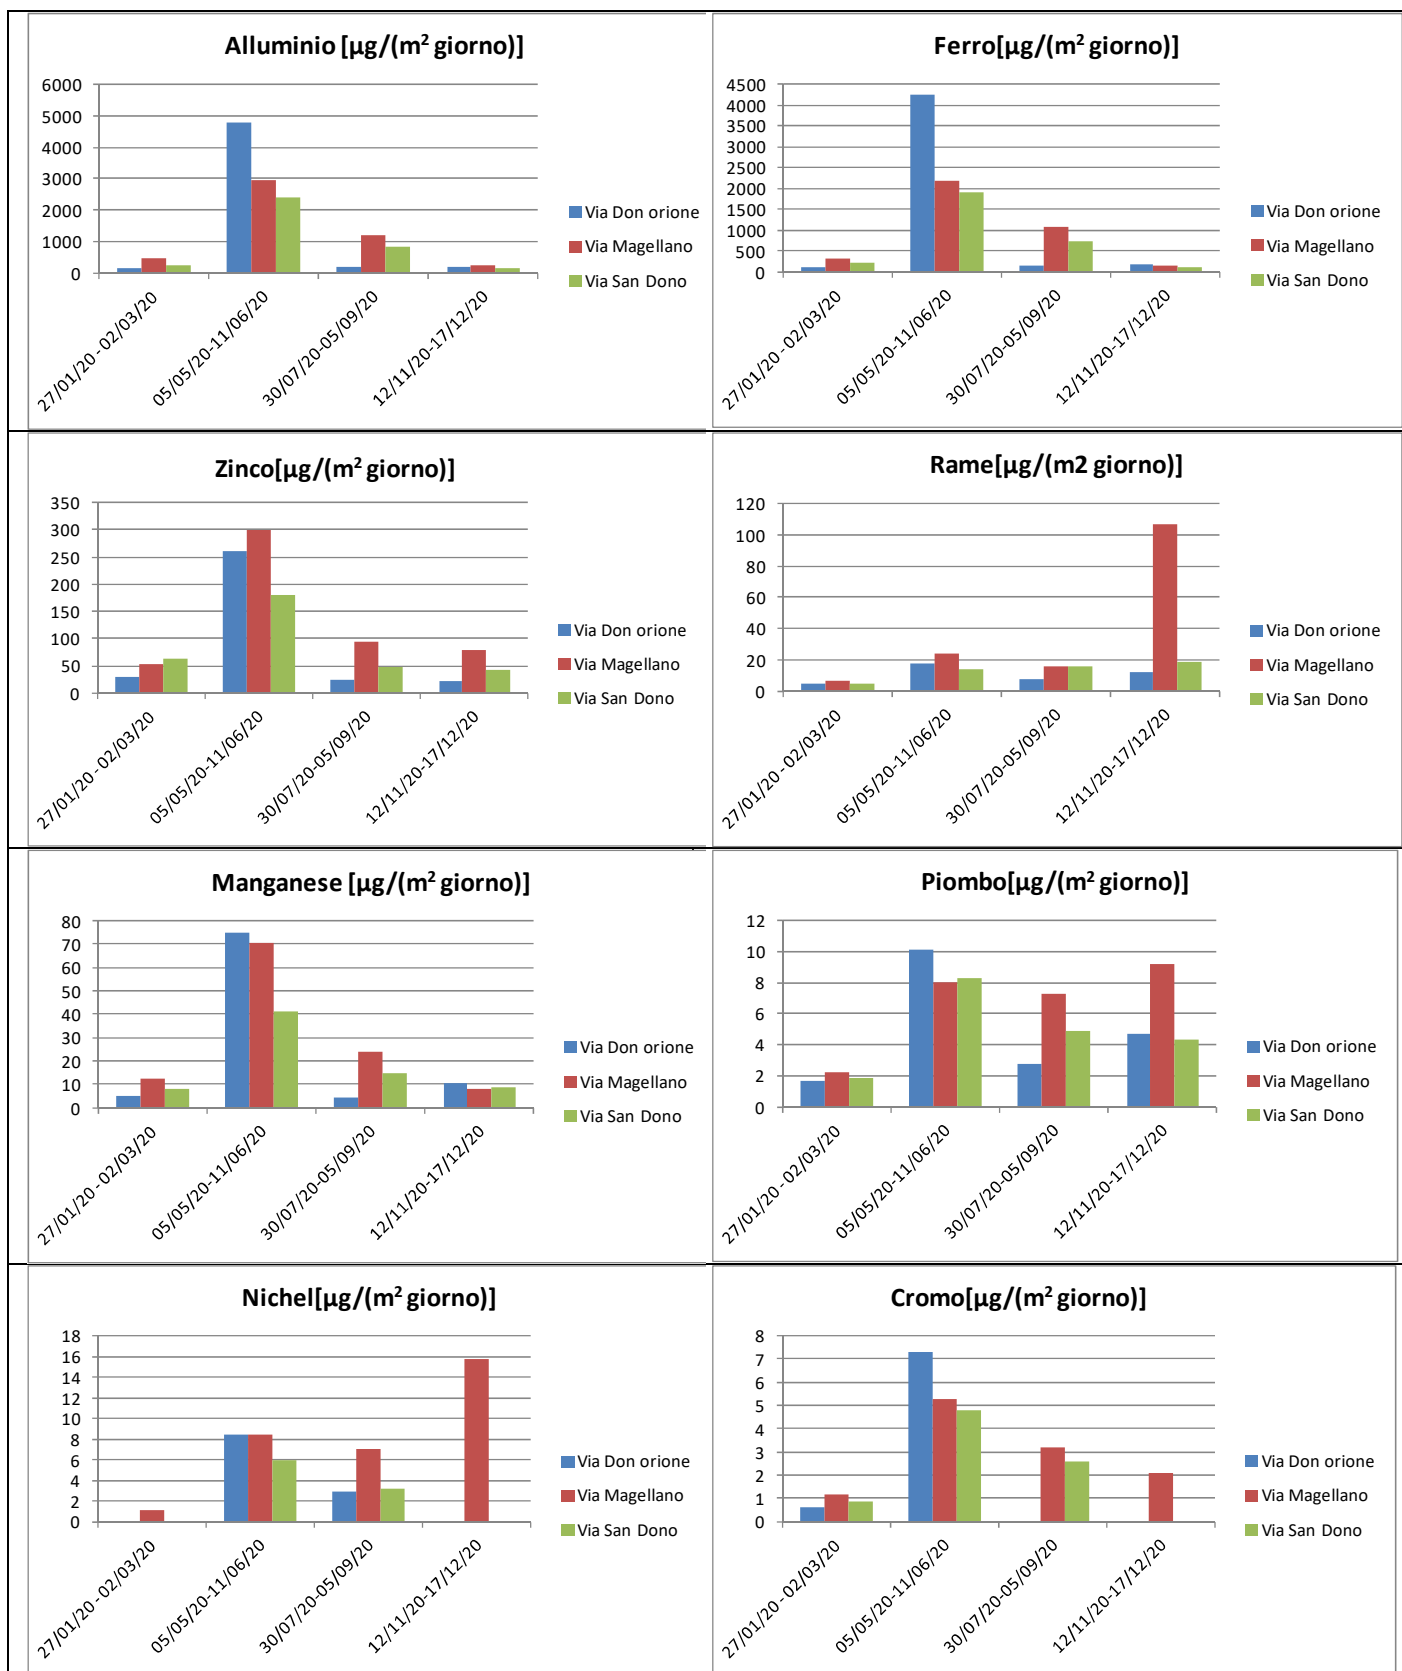 Alluminio [µg/(m² giorno)]
6000
5000
4000
3000
2000
1000
0
Via Don orione
Via Magellano
Via San Dono
27/01/20 - 02/03/20
05/05/20-11/06/20
30/07/20-05/09/20
12/11/20-17/12/20
Ferro[µg/(m² giorno)]
4500
4000
3500
3000
2500
2000
1500
1000
500
0
Via Don orione
Via Magellano
Via San Dono
27/01/20 - 02/03/20
05/05/20-11/06/20
30/07/20-05/09/20
12/11/20-17/12/20
Zinco[µg/(m² giorno)]
350
300
250
200
150
100
50
0
Via Don orione
Via Magellano
Via San Dono
27/01/20 - 02/03/20
05/05/20-11/06/20
30/07/20-05/09/20
12/11/20-17/12/20
Rame[µg/(m2 giorno)]
120
100
80
60
40
20
0
Via Don orione
Via Magellano
Via San Dono
27/01/20 - 02/03/20
05/05/20-11/06/20
30/07/20-05/09/20
12/11/20-17/12/20
Manganese [µg/(m² giorno)]
80
70
60
50
40
30
20
10
0
Via Don orione
Via Magellano
Via San Dono
27/01/20 - 02/03/20
05/05/20-11/06/20
30/07/20-05/09/20
12/11/20-17/12/20
Piombo[µg/(m² giorno)]
12
10
8
6
4
2
0
Via Don orione
Via Magellano
Via San Dono
27/01/20 - 02/03/20
05/05/20-11/06/20
30/07/20-05/09/20
12/11/20-17/12/20
Nichel[µg/(m² giorno)]
18
16
14
12
10
8
6
4
2
0
Via Don orione
Via Magellano
Via San Dono
27/01/20 - 02/03/20
05/05/20-11/06/20
30/07/20-05/09/20
12/11/20-17/12/20
Cromo[µg/(m² giorno)]
8
7
6
5
4
3
2
1
0
Via Don orione
Via Magellano
Via San Dono
27/01/20 - 02/03/20
05/05/20-11/06/20
30/07/20-05/09/20
12/11/20-17/12/20